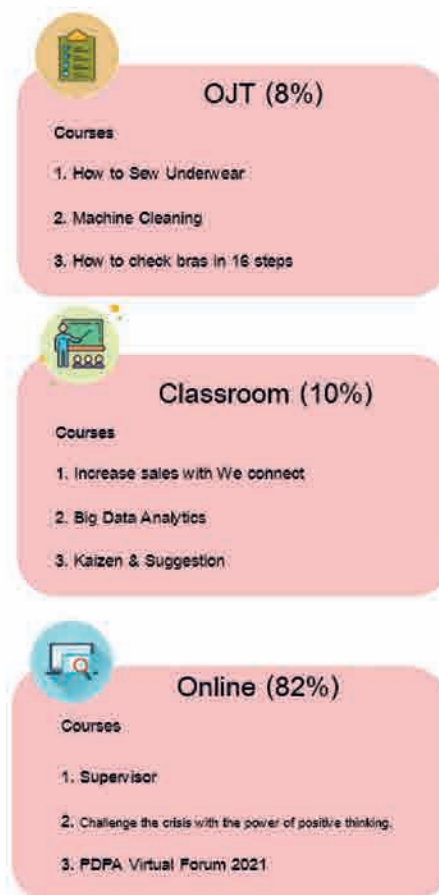 OJT (8%)
Courses
1. How to Sew Underwear
2. Machine Cleaning
3. How to check bras in 16 steps
Classroom (10%)
Courses
1. Increase sales with We connect
2. Big Data Analytics
3. Kaizen & Suggestion
Online (82%)
Courses
1. Supervisor
2. Challenge the crisis with the power of positive thinking.
3. PDPA Virtual Forum 2021